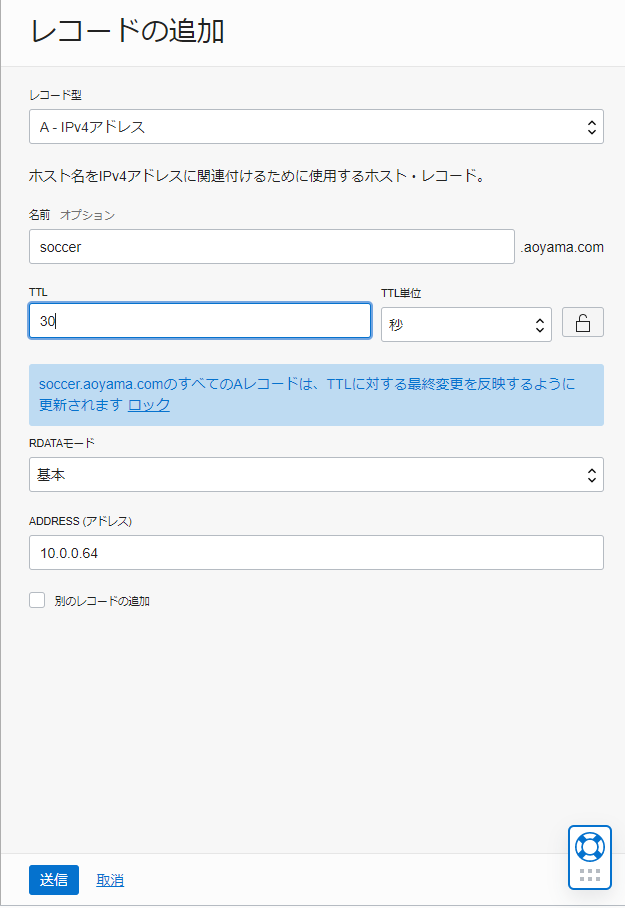 レコードの追加
レコード型
A - IPv4アドレス
ホスト名をIPv4アドレスに関連付けるために使用するホスト・レコード。
名前 オプション
soccer .aoyama.com
TTL TTL単位
30 秒
soccer.aoyama.comのすべてのAレコードは、TTLに対する最終変更を反映するように
更新されます ロック
RDATAモード
基本
ADDRESS (アドレス)
10.0.0.64
別のレコードの追加
送信 取消